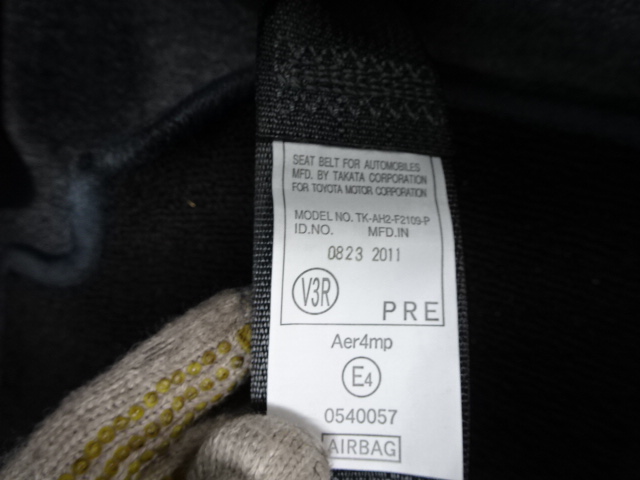 SEAT BELT FOR AUTOMOBILES
MFD. BY TAKATA CORPORATION
FOR TOYOTA MOTOR CORPORATION
MODEL NO. TK-AH2-F2109-P
ID.NO. MFD.IN
0823 2011
V3R
PRE
Aer4mp
E4
0540057
AIRBAG